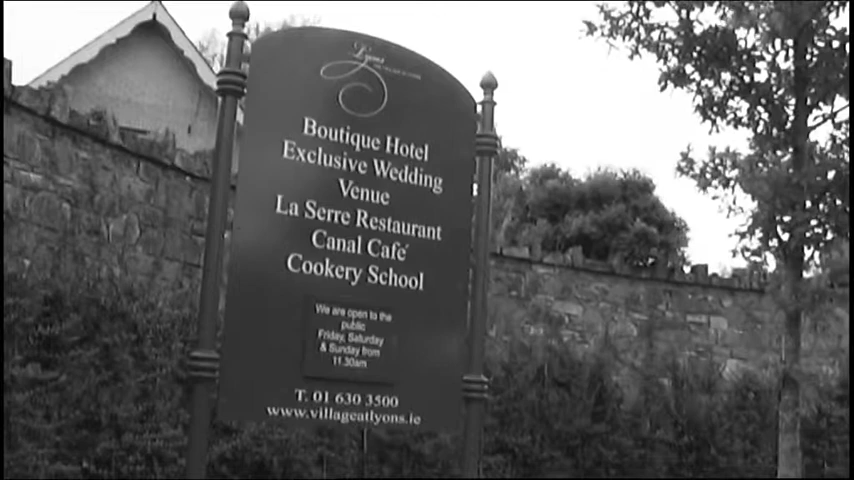 Lyons
Boutique Hotel
Exclusive Wedding
Venue
La Serre Restaurant
Canal Café
Cookery School
We are open to the
public
Friday, Saturday
& Sunday from
11.30am
T. 01 630 3500
www.villageatlyons.ie